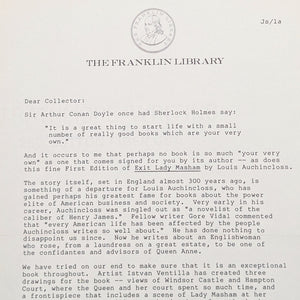 Js/1a
THE FRANKLIN LIBRARY
Dear Collector:
Sir Arthur Conan Doyle once had Sherlock Holmes say:
"It is a great thing to start life with a small
number of really good books which are your very
own."
And it occurs to me that perhaps no book is so much "your very
own" as one that comes signed for you by its author -- as does
this fine First Edition of Exit Lady Masham by Louis Auchincloss.
The story itself, set in England almost 300 years ago, is
something of a departure for Louis Auchincloss, who has
gained perhaps his greatest fame for books about the power
elite of American business and society. Very early in his
career, Auchincloss was singled out as "a novelist of the
caliber of Henry James." Fellow writer Gore Vidal commented
that "every American life has been affected by the people
Auchincloss writes so well about." He has done nothing to
disappoint us since. Now he writes about an Englishwoman
who rose, from a laundress on a great estate, to be one of
the confidantes and advisors of Queen Anne.
We have tried on our end to make sure that it is an exceptional
book throughout. Artist Istvan Ventilla has created three
drawings for the book -- views of Windsor Castle and Hampton
Court, where the Queen and her court spent so much time, and
a frontispiece that includes a scene of Lady Masham at her